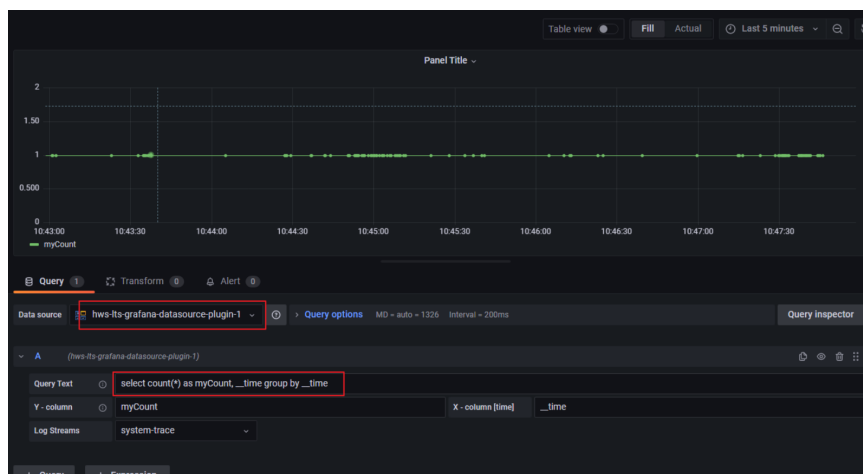 Table view Fill Actual Last 5 minutes
Panel Title
2
1.50
1
0.500
0
10:43:00 10:43:30 10:44:00 10:44:30 10:45:00 10:45:30 10:46:00 10:46:30 10:47:00 10:47:30
myCount
Query 1 Transform 0 Alert 0
Data source hws-lts-grafana-datasource-plugin-1 Query options MD = auto = 1326 Interval = 200ms Query inspector
A (hws-lts-grafana-datasource-plugin-1)
Query Text select count(*) as myCount, __time group by __time
Y - column myCount X - column [time] __time
Log Streams system-trace
+ Query + Expression